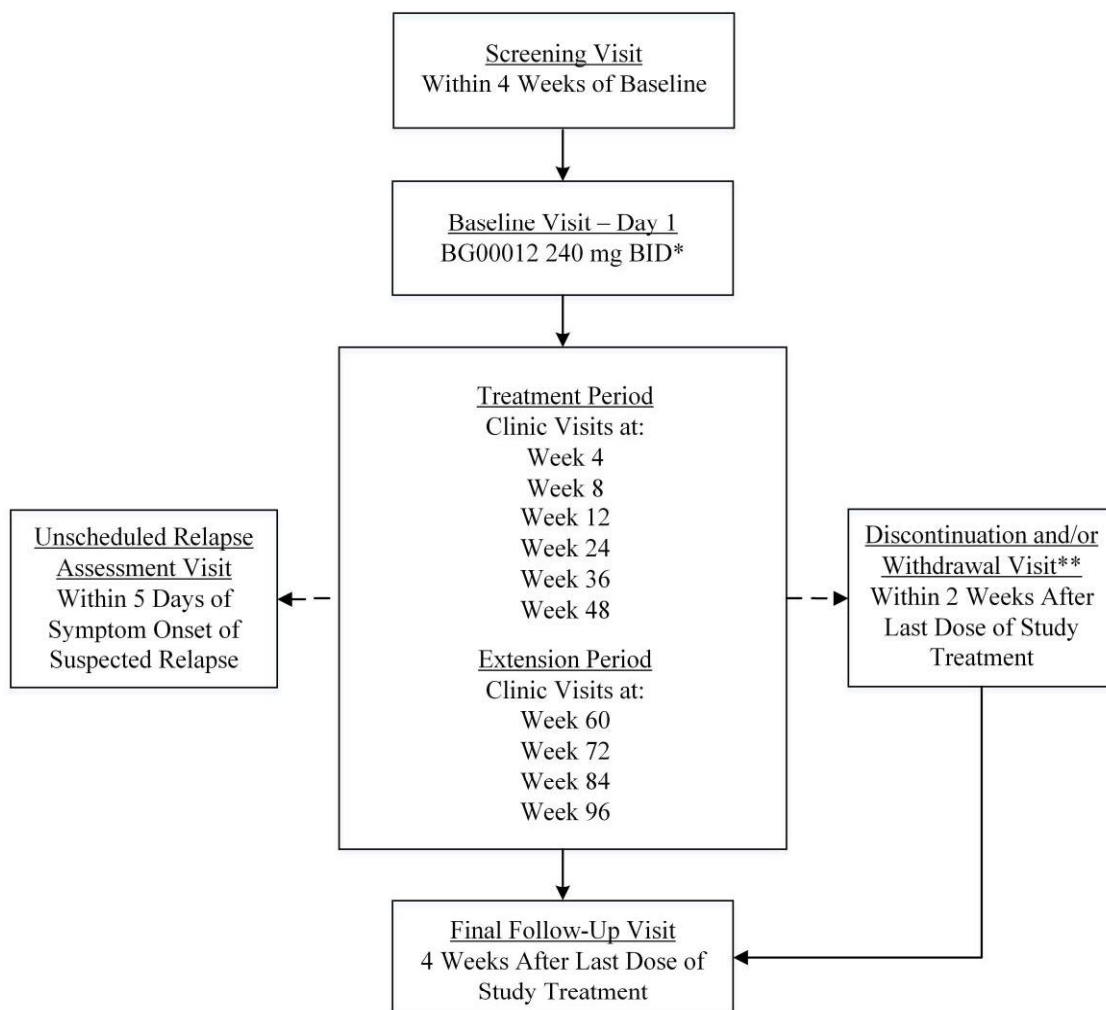 Screening Visit
Within 4 Weeks of Baseline
Baseline Visit – Day 1
BG00012 240 mg BID*
Treatment Period
Clinic Visits at:
Week 4
Week 8
Week 12
Week 24
Week 36
Week 48
Extension Period
Clinic Visits at:
Week 60
Week 72
Week 84
Week 96
Unscheduled Relapse
Assessment Visit
Within 5 Days of
Symptom Onset of
Suspected Relapse
Discontinuation and/or
Withdrawal Visit**
Within 2 Weeks After
Last Dose of Study
Treatment
Final Follow-Up Visit
4 Weeks After Last Dose of
Study Treatment